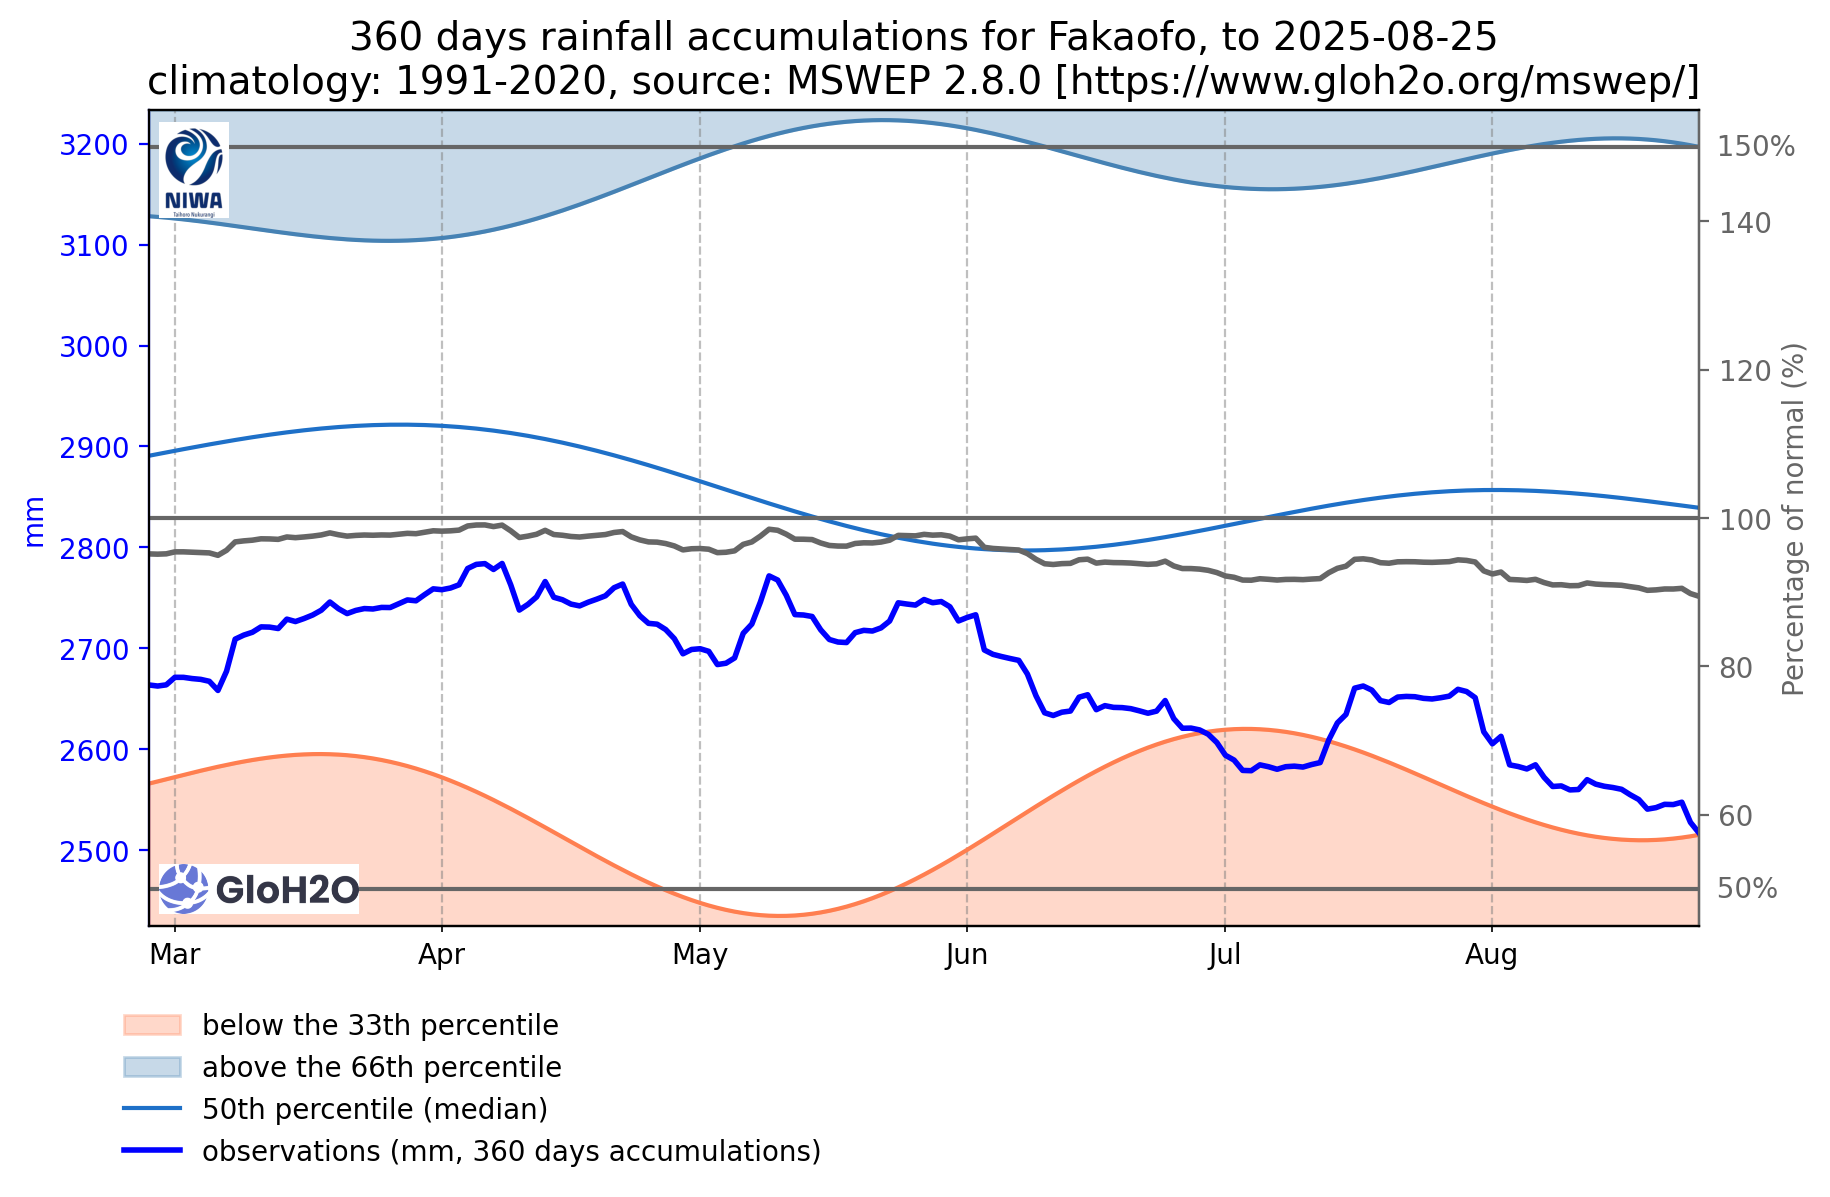 360 days rainfall accumulations for Fakaofo, to 2025-08-25
climatology: 1991-2020, source: MSWEP 2.8.0 [https://www.gloh2o.org/mswep/]
3200
3100
3000
2900
2800
2700
2600
2500
mm
NIWA
Taihoro Nukurangi
GloH2O
150%
140
120
100
80
60
50%
Percentage of normal (%)
Mar
Apr
May
Jun
Jul
Aug
below the 33th percentile
above the 66th percentile
50th percentile (median)
observations (mm, 360 days accumulations)